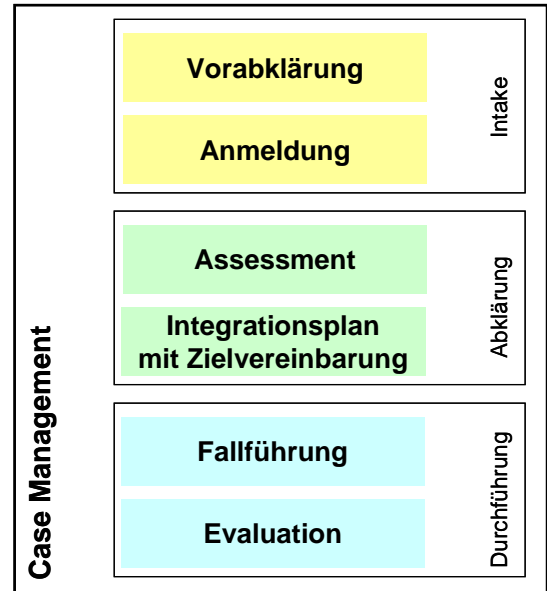 Case Management
Vorabklärung
Anmeldung
Intake
Assessment
Integrationsplan
mit Zielvereinbarung
Abklärung
Fallführung
Evaluation
Durchführung